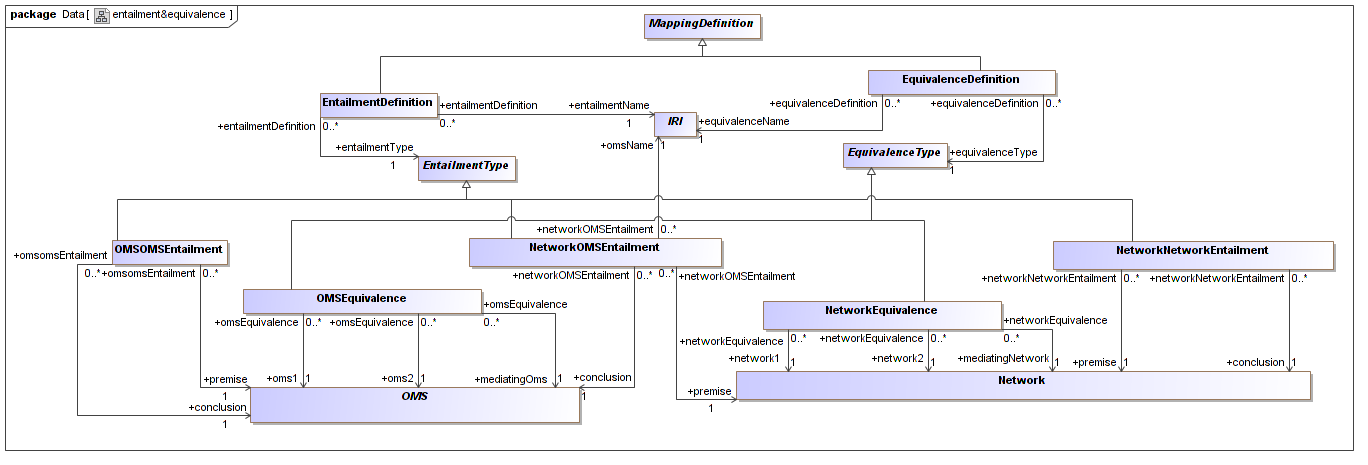 package Data [ entailment&equivalence ]
MappingDefinition
EquivalenceDefinition
EntailmentDefinition
+entailmentDefinition
0..*
+entailmentName
1
+equivalenceDefinition
0..*
+equivalenceDefinition
0..*
+entailmentDefinition
0..*
IRI
+equivalenceName
1
+omsName
1
+entailmentType
1
EntailmentType
EquivalenceType
+equivalenceType
1
+networkOMSEntailment
0..*
OMSOMSEntailment
NetworkOMSEntailment
NetworkNetworkEntailment
+omsomsEntailment
0..*
+omsomsEntailment
0..*
+networkOMSEntailment
0..*
0..*
+networkOMSEntailment
+networkNetworkEntailment
0..*
+networkNetworkEntailment
0..*
OMSEquivalence
+omsEquivalence
0..*
+omsEquivalence
0..*
+omsEquivalence
0..*
NetworkEquivalence
+networkEquivalence
0..*
+networkEquivalence
0..*
+networkEquivalence
0..*
+network1
1
+network2
1
+mediatingNetwork
1
+premise
1
+conclusion
1
+premise
1
+oms1
1
+oms2
1
+mediatingOms
1
+conclusion
1
Network
OMS
+premise
1
+conclusion
1